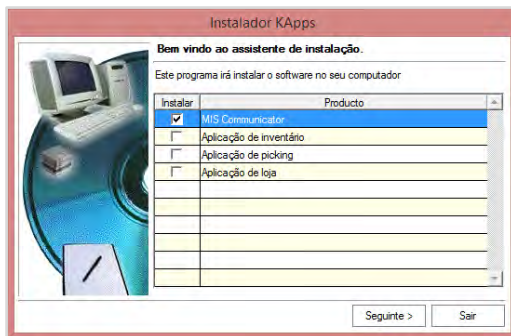 Instalador KApps
Bem vindo ao assistente de instalação.
Este programa irá instalar o software no seu computador
Instalar Producto
MIS Communicator
Aplicação de inventário
Aplicação de picking
Aplicação de loja
Seguinte > Sair